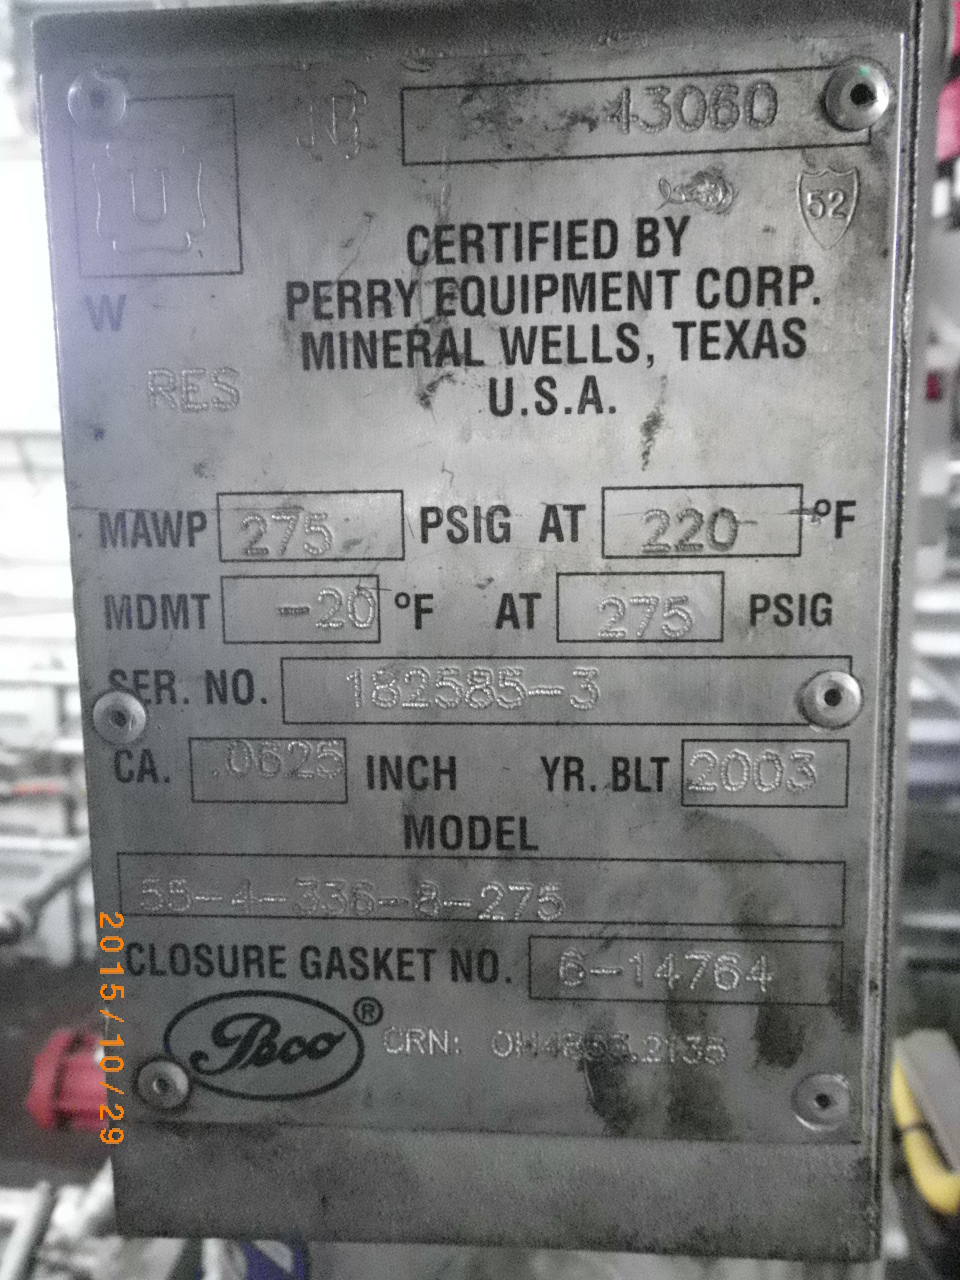 43060
U
52
CERTIFIED BY
PERRY EQUIPMENT CORP.
MINERAL WELLS, TEXAS
U.S.A.
W
RES
MAWP 275 PSIG AT 220 °F
MDMT -20 °F AT 275 PSIG
SER. NO. 182585-3
CA. .0625 INCH YR. BLT 2003
MODEL
55-4-336-8-275
CLOSURE GASKET NO. 6-14764
Peco ®
CRN:
2015/10/29